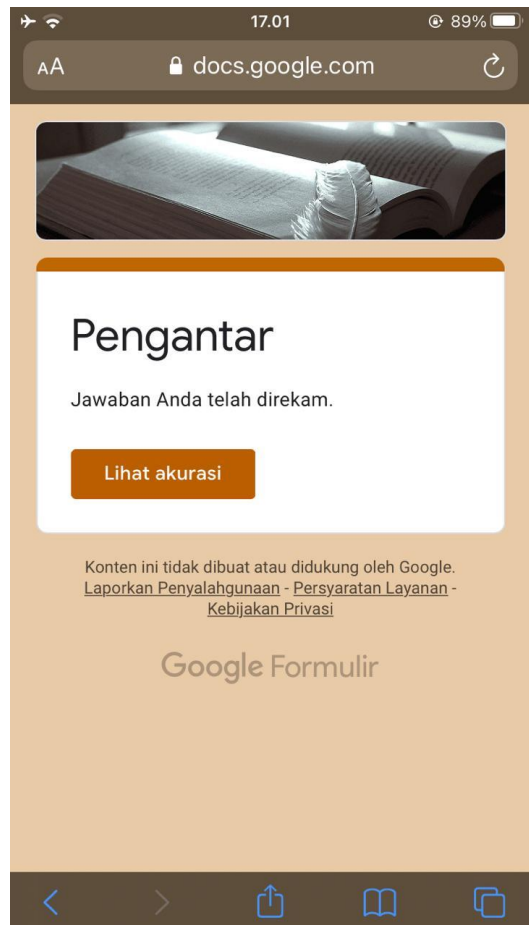 17.01
89%
AA
docs.google.com
Pengantar
Jawaban Anda telah direkam.
Lihat akurasi
Konten ini tidak dibuat atau didukung oleh Google.
Laporkan Penyalahgunaan - Persyaratan Layanan -
Kebijakan Privasi
Google Formulir